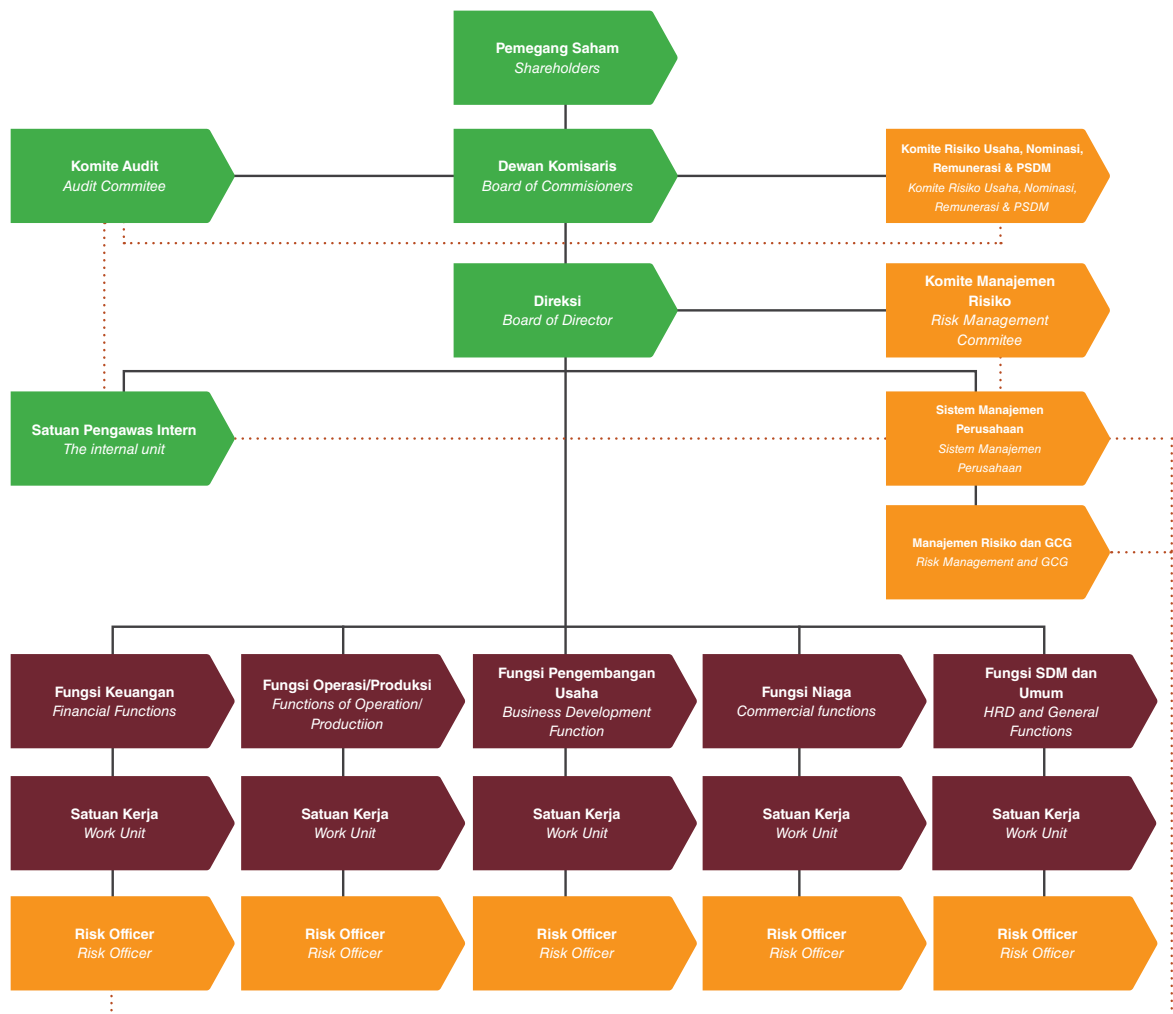 Pemegang Saham
Shareholders
Komite Audit
Audit Commitee
Dewan Komisaris
Board of Commisioners
Komite Risiko Usaha, Nominasi,
Remunerasi & PSDM
Komite Risiko Usaha, Nominasi,
Remunerasi & PSDM
Direksi
Board of Director
Komite Manajemen
Risiko
Risk Management
Commitee
Satuan Pengawas Intern
The internal unit
Sistem Manajemen
Perusahaan
Sistem Manajemen
Perusahaan
Manajemen Risiko dan GCG
Risk Management and GCG
Fungsi Keuangan
Financial Functions
Fungsi Operasi/Produksi
Functions of Operation/
Productiion
Fungsi Pengembangan
Usaha
Business Development
Function
Fungsi Niaga
Commercial functions
Fungsi SDM dan
Umum
HRD and General
Functions
Satuan Kerja
Work Unit
Satuan Kerja
Work Unit
Satuan Kerja
Work Unit
Satuan Kerja
Work Unit
Satuan Kerja
Work Unit
Risk Officer
Risk Officer
Risk Officer
Risk Officer
Risk Officer
Risk Officer
Risk Officer
Risk Officer
Risk Officer
Risk Officer